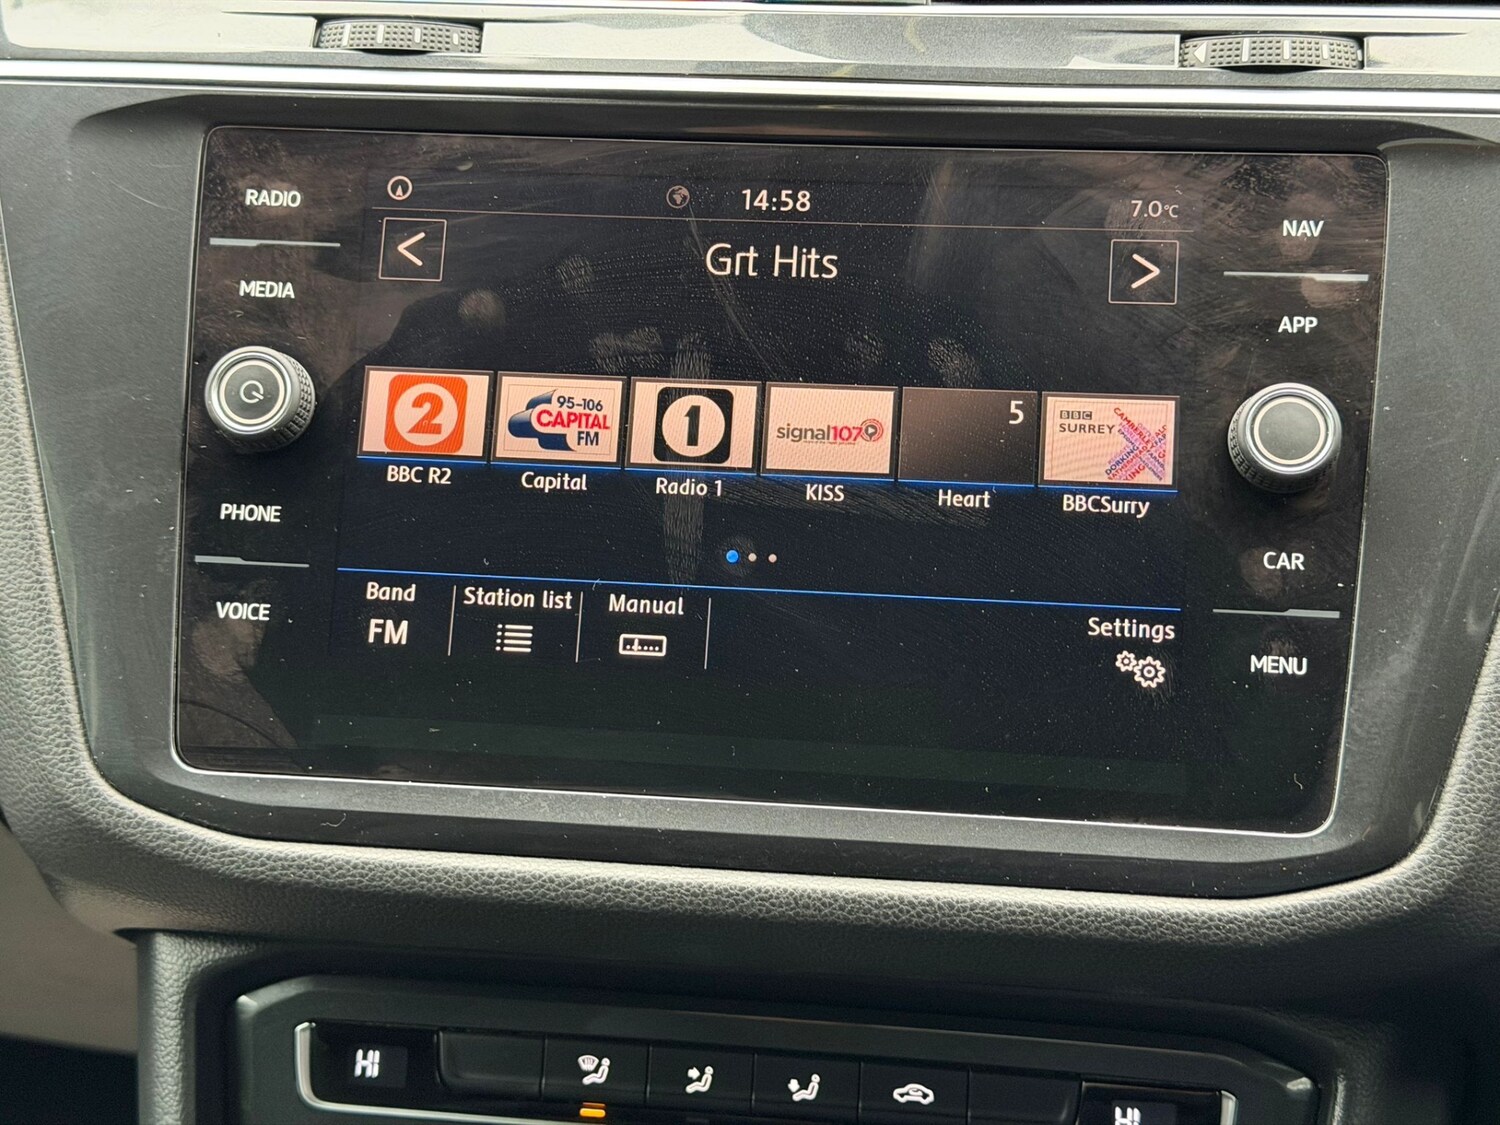 RADIO
MEDIA
PHONE
VOICE
14:58
7.0°C
<
Grt Hits
>
2
95-106
CAPITAL
FM
1
signal107
5
BBC
SURREY
BBC R2
Capital
Radio 1
KISS
Heart
BBCSurry
Band
FM
Station list
Manual
Settings
NAV
APP
CAR
MENU
HI
HI